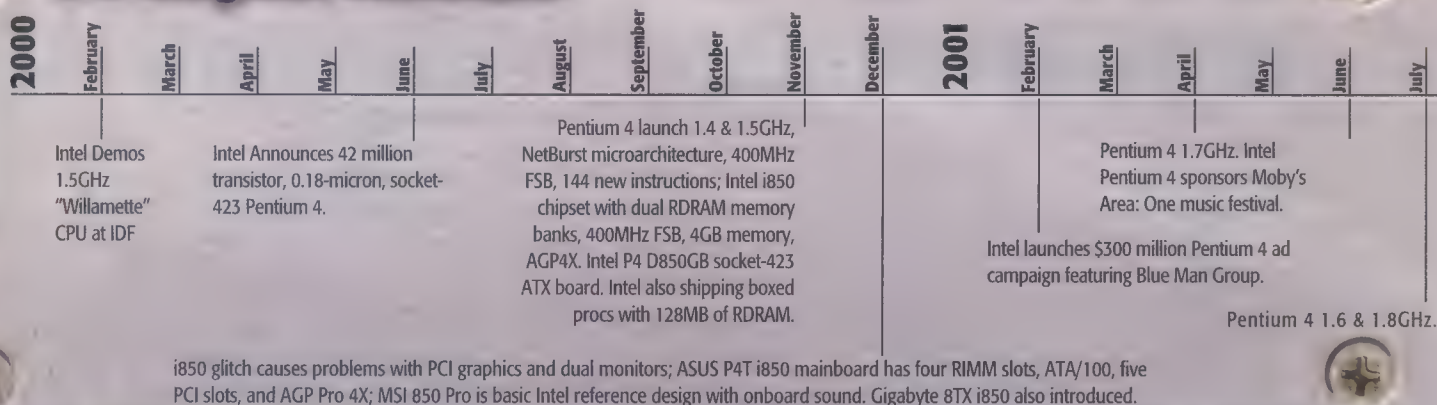 2000
February
March
April
May
June
July
August
September
October
November
December
2001
February
March
April
May
June
July
Intel Demos
1.5GHz
"Willamette"
CPU at IDF
Intel Announces 42 million
transistor, 0.18-micron, socket-
423 Pentium 4.
Pentium 4 launch 1.4 & 1.5GHz,
NetBurst microarchitecture, 400MHz
FSB, 144 new instructions; Intel i850
chipset with dual RDRAM memory
banks, 400MHz FSB, 4GB memory,
AGP4X. Intel P4 D850GB socket-423
ATX board. Intel also shipping boxed
procs with 128MB of RDRAM.
i850 glitch causes problems with PCI graphics and dual monitors; ASUS P4T i850 mainboard has four RIMM slots, ATA/100, five
PCI slots, and AGP Pro 4X; MSI 850 Pro is basic Intel reference design with onboard sound. Gigabyte 8TX i850 also introduced.
Intel launches $300 million Pentium 4 ad
campaign featuring Blue Man Group.
Pentium 4 1.7GHz. Intel
Pentium 4 sponsors Moby's
Area: One music festival.
Pentium 4 1.6 & 1.8GHz.